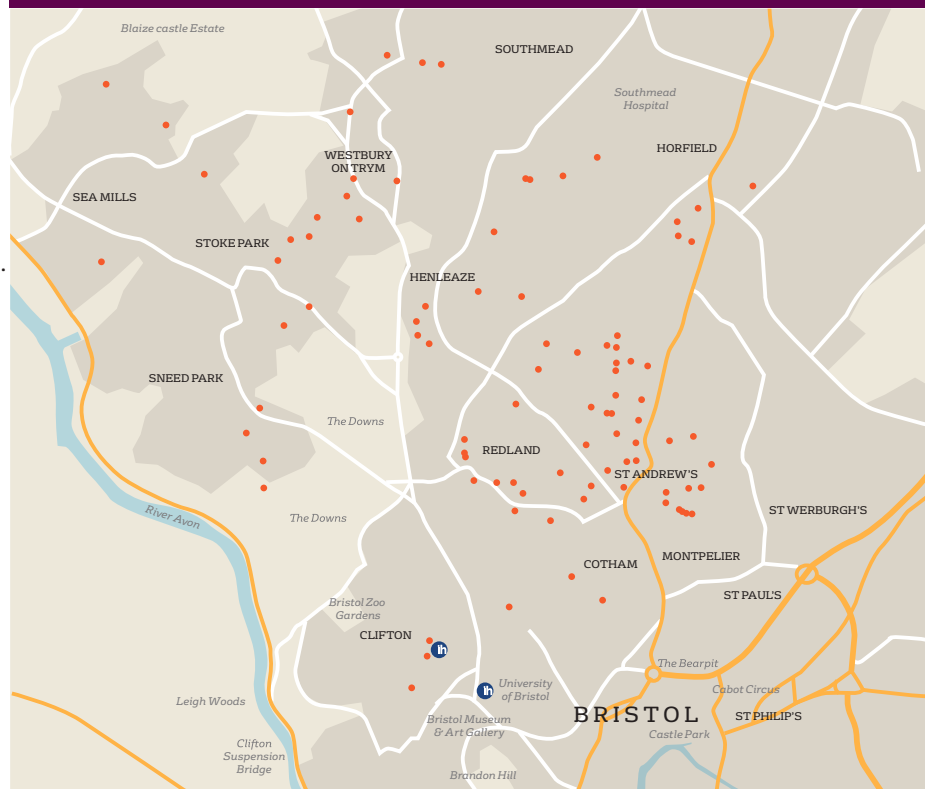 Blaize castle Estate
SOUTHMEAD
Southmead
Hospital
HORFIELD
WESTBURY
ON TRYM
SEA MILLS
STOKE PARK
HENLEAZE
SNEED PARK
The Downs
REDLAND
ST ANDREW'S
The Downs
River Avon
ST WERBURGH'S
MONTPELIER
COTHAM
ST PAUL'S
Bristol Zoo
Gardens
CLIFTON
lh
The Bearpit
lh
University
of Bristol
Cabot Circus
Leigh Woods
BRISTOL
ST PHILIP'S
Bristol Museum
& Art Gallery
Castle Park
Clifton
Suspension
Bridge
Brandon Hill